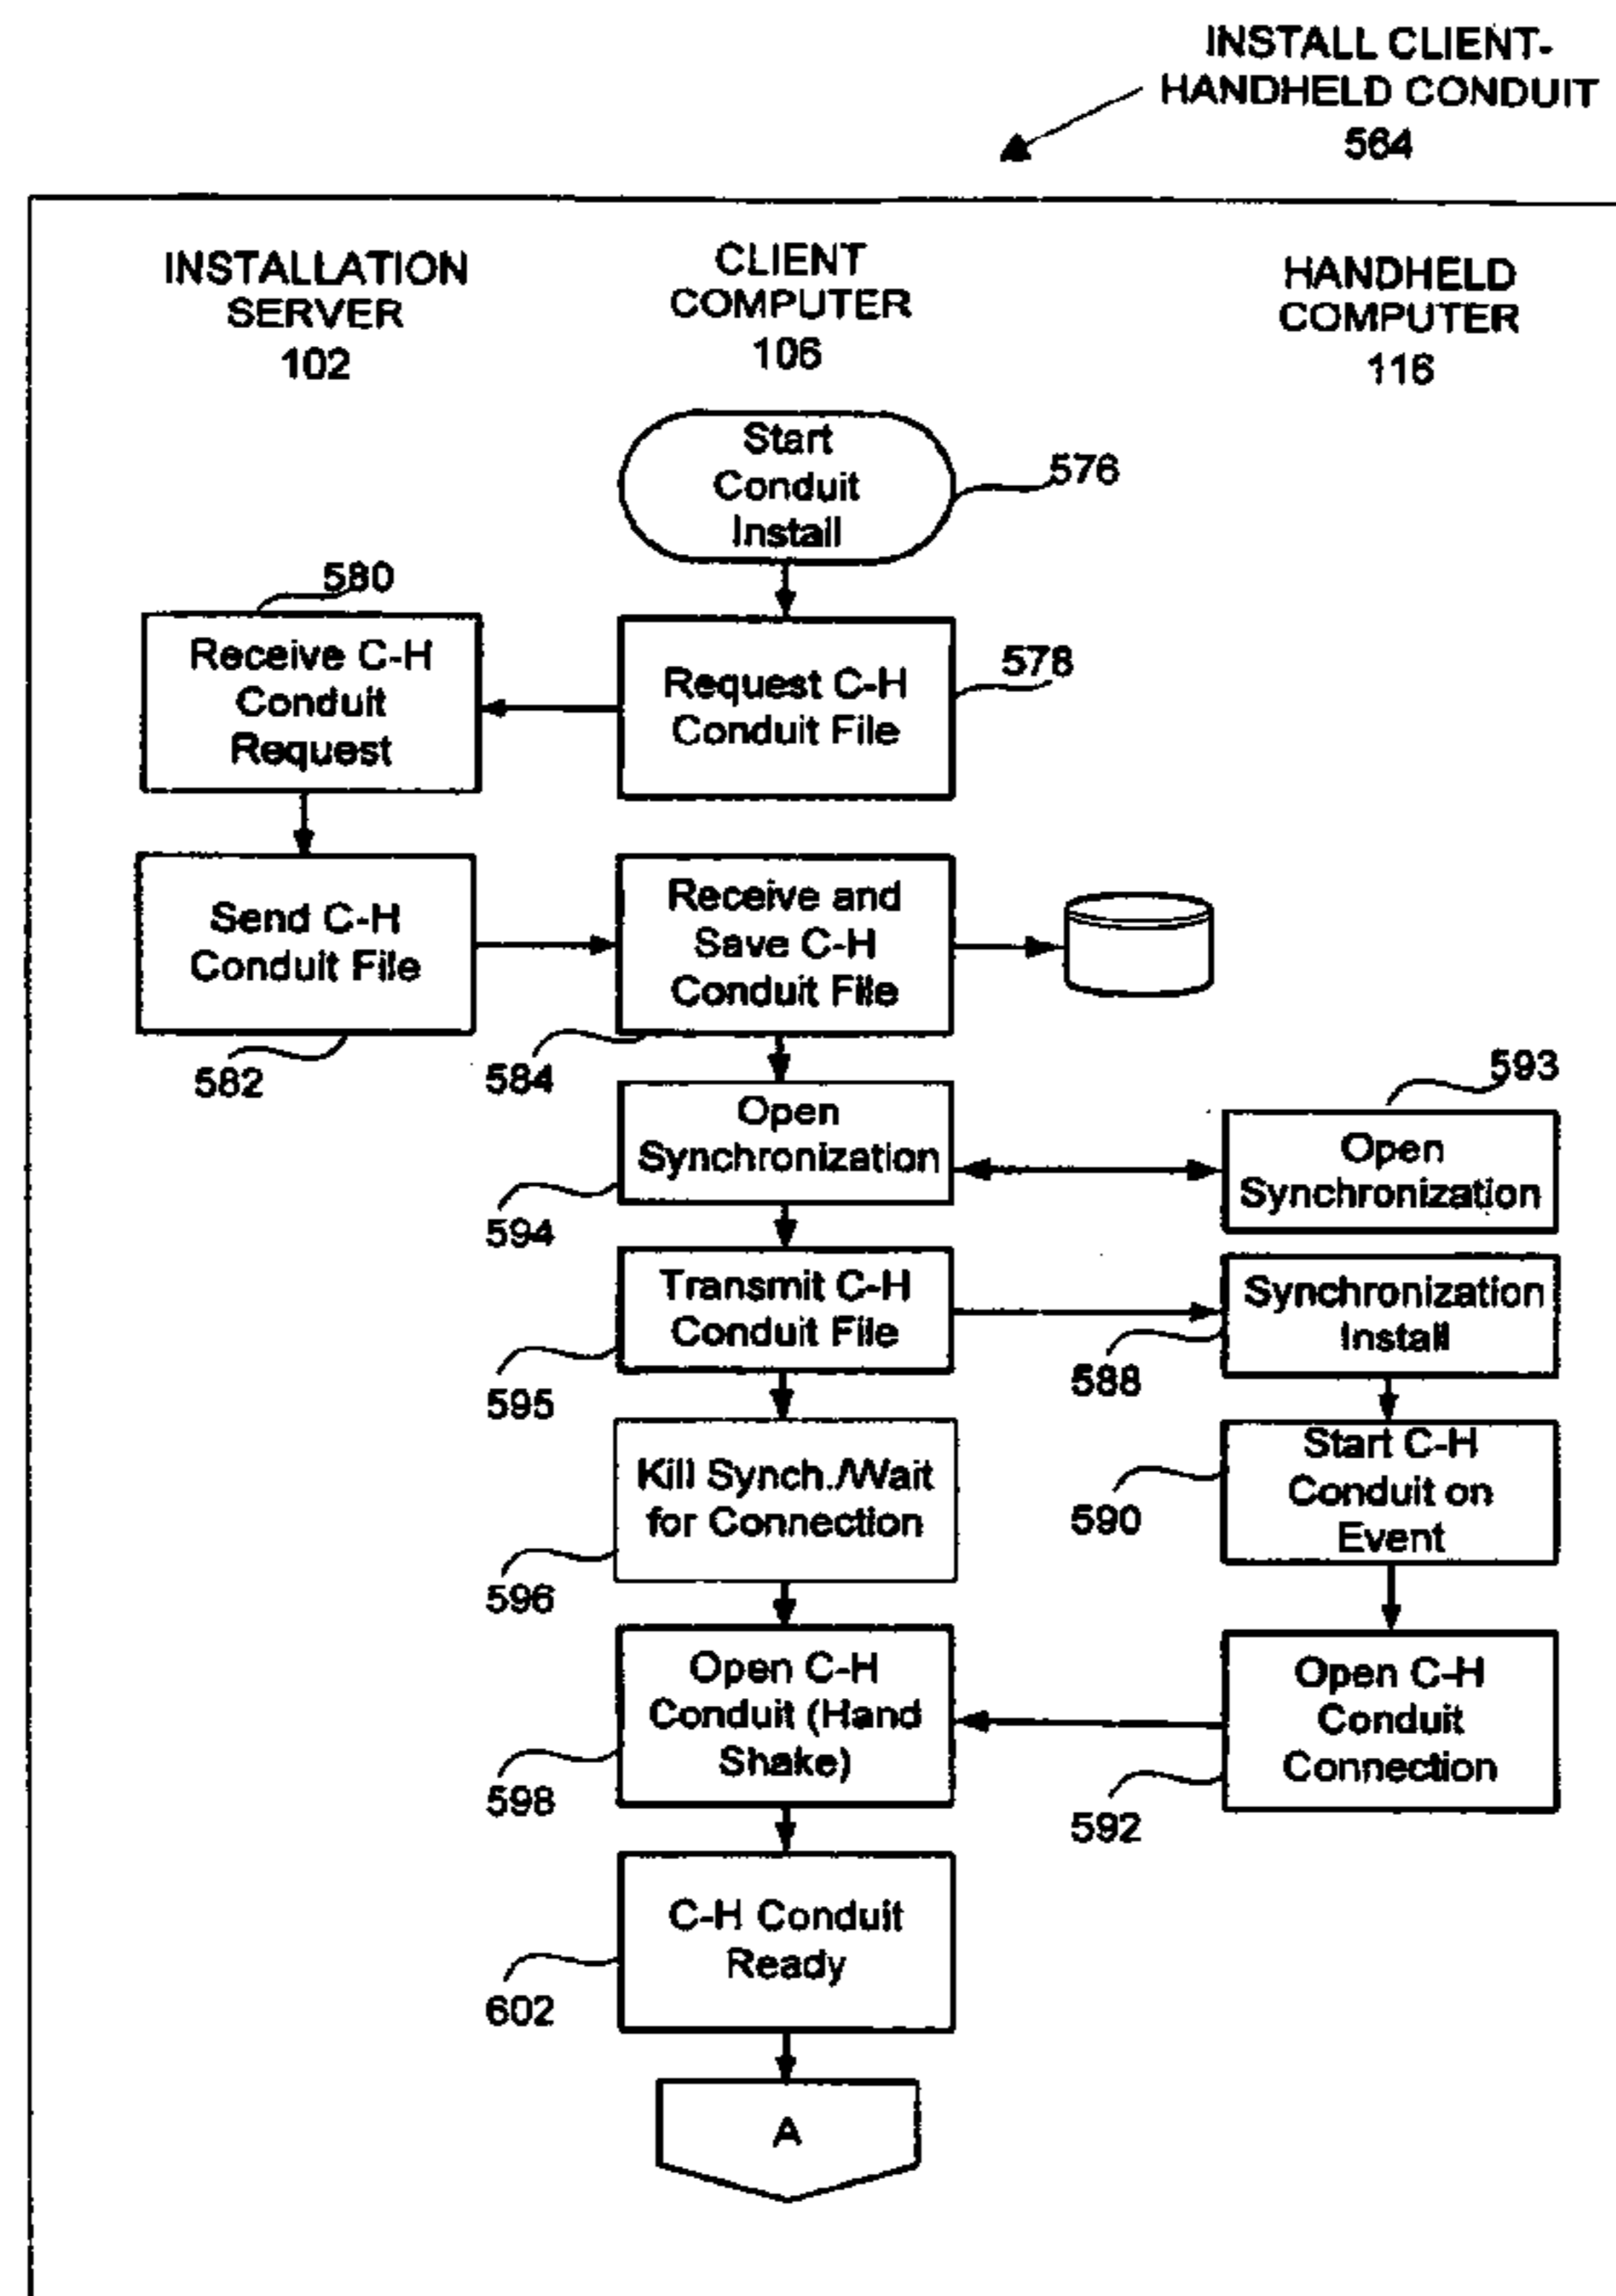 INSTALL CLIENT-
HANDHELD CONDUIT
564
INSTALLATION
SERVER
102
CLIENT
COMPUTER
106
HANDHELD
COMPUTER
116
Start
Conduit
Install
576
580
Receive C-H
Conduit
Request
Request C-H
Conduit File
578
Send C-H
Conduit File
582
Receive and
Save C-H
Conduit File
584
Open
Synchronization
594
593
Open
Synchronization
Transmit C-H
Conduit File
595
Synchronization
Install
588
Kill Synch./Wait
for Connection
596
Start C-H
Conduit on
Event
590
Open C-H
Conduit (Hand
Shake)
598
Open C-H
Conduit
Connection
592
C-H Conduit
Ready
602
A